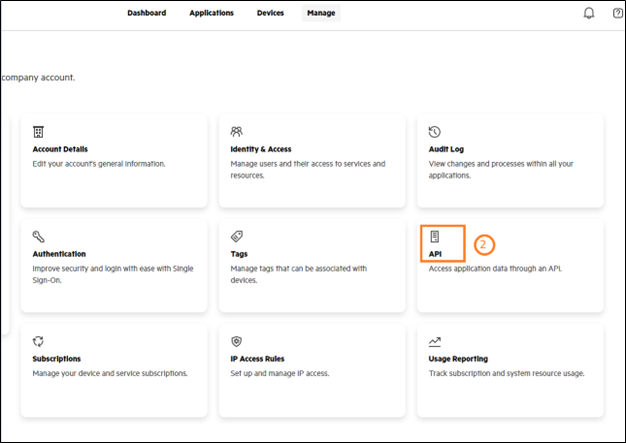 Dashboard Applications Devices Manage
company account.
Account Details
Edit your account's general information.
Identity & Access
Manage users and their access to services and
resources.
Audit Log
View changes and processes within all your
applications.
Authentication
Improve security and login with ease with Single
Sign-On.
Tags
Manage tags that can be associated with
devices.
API
2
Access application data through an API.
Subscriptions
Manage your device and service subscriptions.
IP Access Rules
Set up and manage IP access.
Usage Reporting
Track subscription and system resource usage.